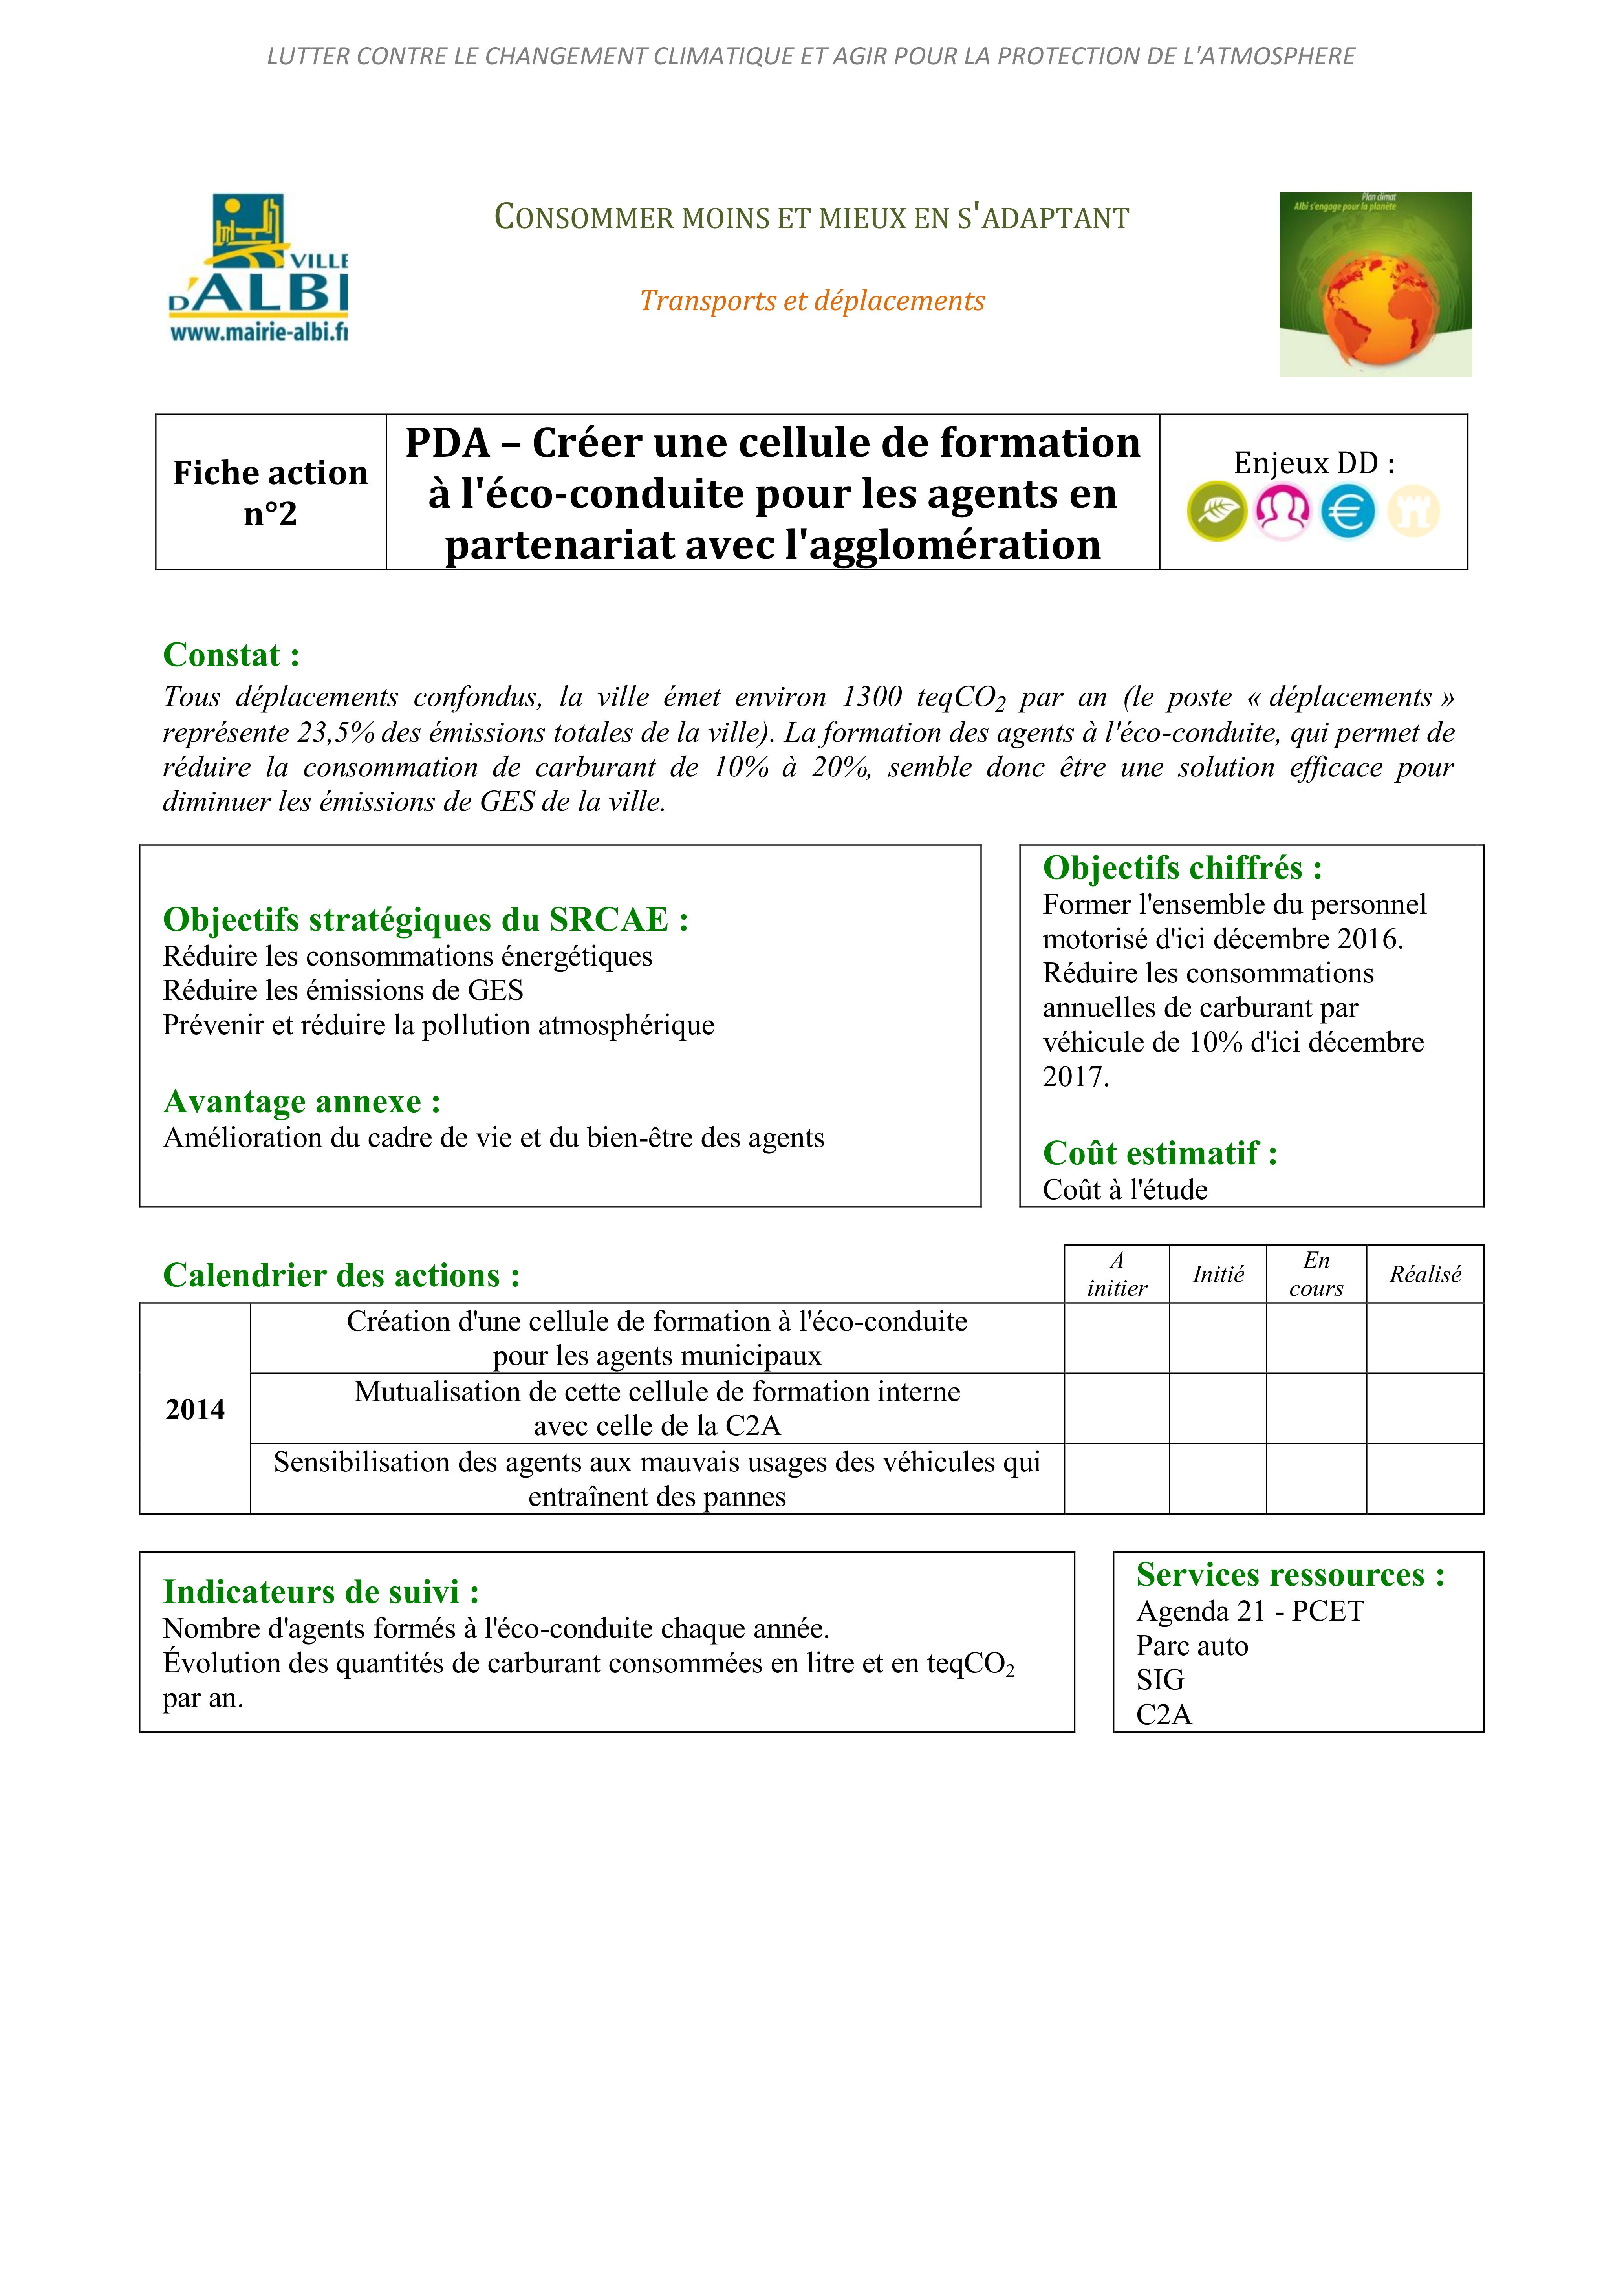 LUTTER CONTRE LE CHANGEMENT CLIMATIQUE ET AGIR POUR LA PROTECTION DE L'ATMOSPHERE
VILLE
D'ALBI
www.mairie-albi.fr
CONSOMMER MOINS ET MIEUX EN S'ADAPTANT
Transports et déplacements
Plan climat
Albi s'engage pour la planète
Fiche action
n°2
PDA – Créer une cellule de formation
à l'éco-conduite pour les agents en
partenariat avec l'agglomération
Enjeux DD :
Constat :
Tous déplacements confondus, la ville émet environ 1300 teqCO₂ par an (le poste « déplacements »
représente 23,5% des émissions totales de la ville). La formation des agents à l'éco-conduite, qui permet de
réduire la consommation de carburant de 10% à 20%, semble donc être une solution efficace pour
diminuer les émissions de GES de la ville.
Objectifs stratégiques du SRCAE :
Réduire les consommations énergétiques
Réduire les émissions de GES
Prévenir et réduire la pollution atmosphérique
Avantage annexe :
Amélioration du cadre de vie et du bien-être des agents
Objectifs chiffrés :
Former l'ensemble du personnel
motorisé d'ici décembre 2016.
Réduire les consommations
annuelles de carburant par
véhicule de 10% d'ici décembre
2017.
Coût estimatif :
Coût à l'étude
Calendrier des actions :
A
initier
Initié
En
cours
Réalisé
2014
Création d'une cellule de formation à l'éco-conduite
pour les agents municipaux
Mutualisation de cette cellule de formation interne
avec celle de la C2A
Sensibilisation des agents aux mauvais usages des véhicules qui
entraînent des pannes
Indicateurs de suivi :
Nombre d'agents formés à l'éco-conduite chaque année.
Évolution des quantités de carburant consommées en litre et en teqCO₂
par an.
Services ressources :
Agenda 21 - PCET
Parc auto
SIG
C2A